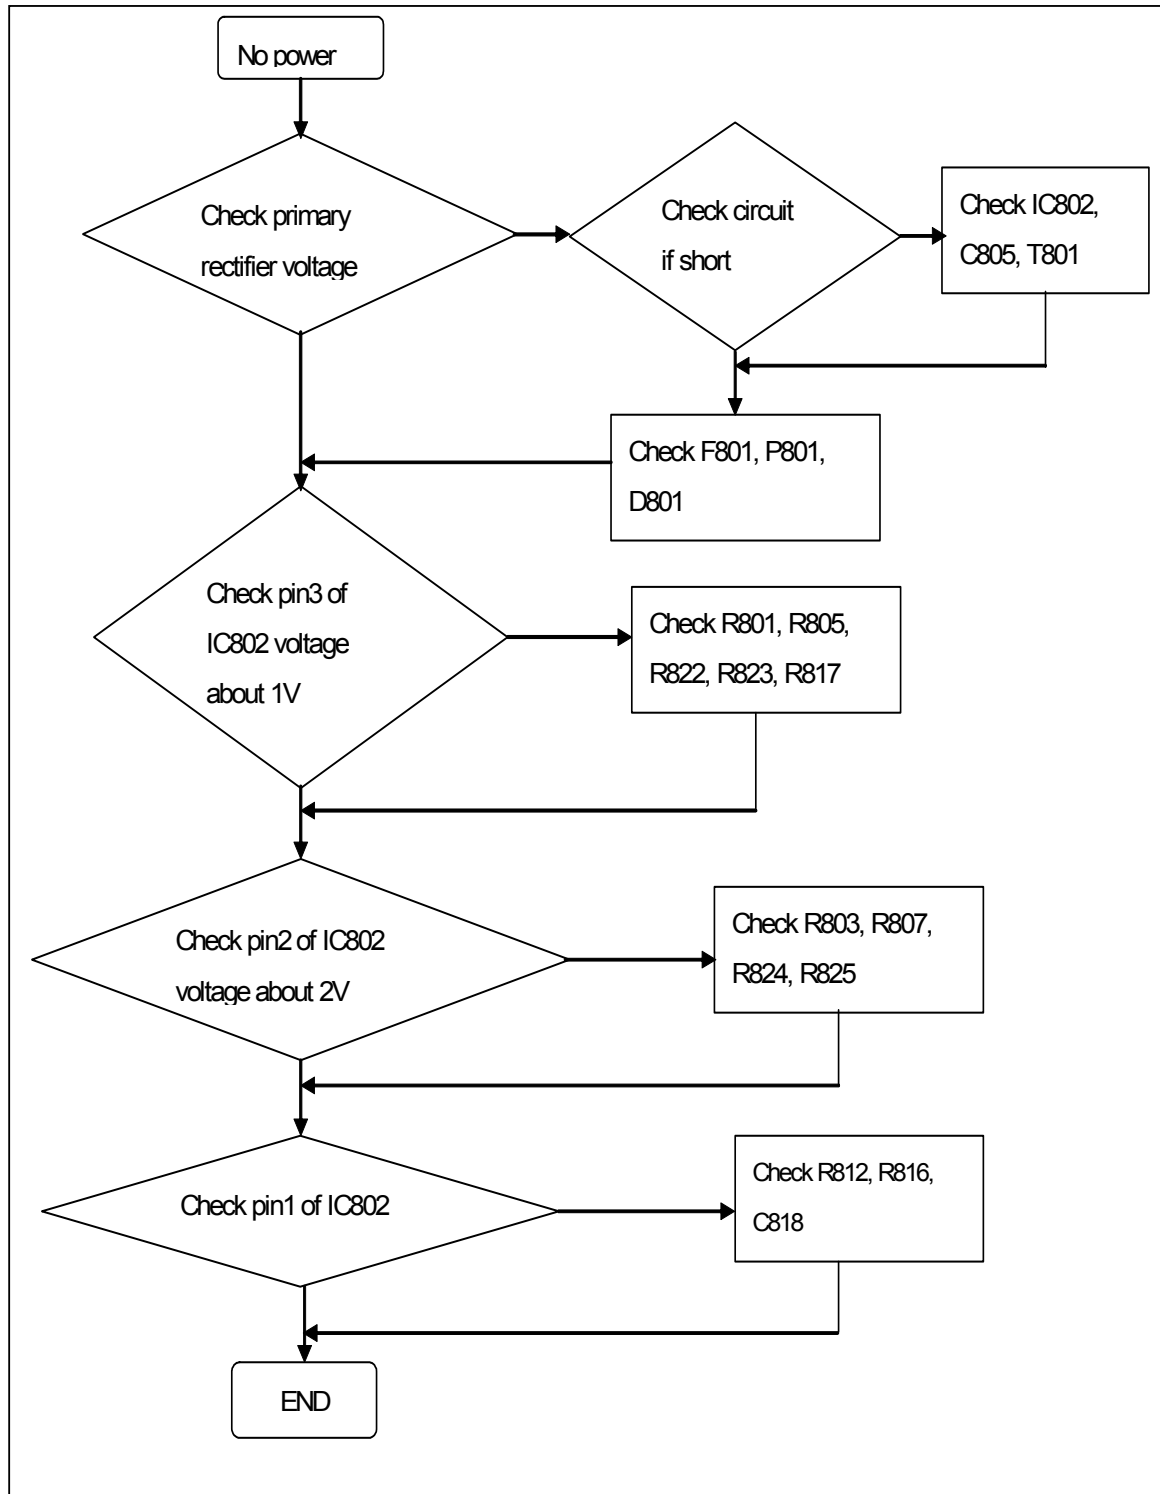 No power
Check primary
rectifier voltage
Check circuit
if short
Check IC802,
C805, T801
Check F801, P801,
D801
Check pin3 of
IC802 voltage
about 1V
Check R801, R805,
R822, R823, R817
Check pin2 of IC802
voltage about 2V
Check R803, R807,
R824, R825
Check pin1 of IC802
Check R812, R816,
C818
END